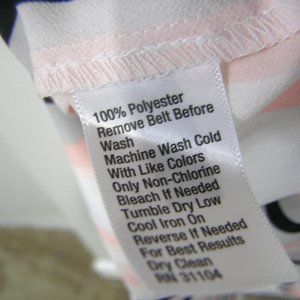 100% Polyester
Remove Belt Before
Wash
Machine Wash Cold
With Like Colors
Only Non-Chlorine
Bleach If Needed
Tumble Dry Low
Cool Iron On
Reverse If Needed
For Best Results
Dry Clean
RN 31104